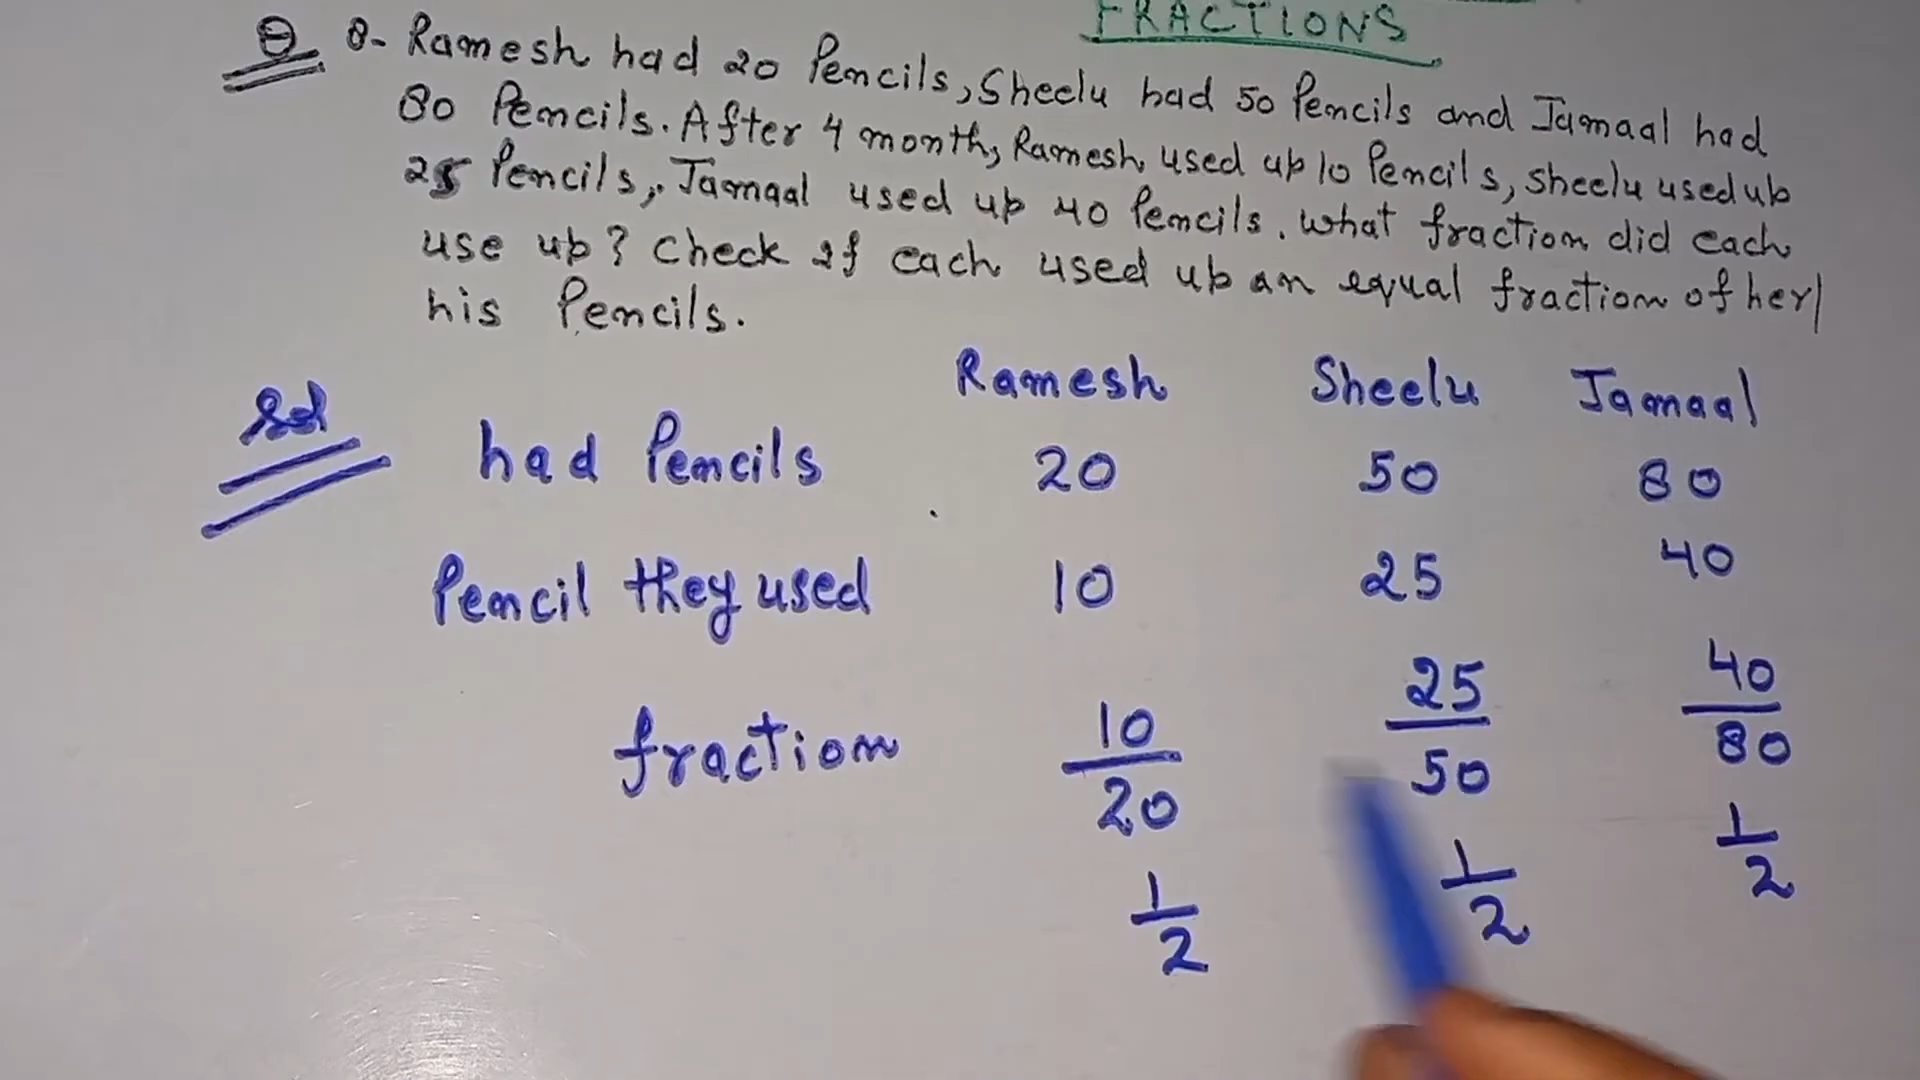 FRACTIONS
Q 8- Ramesh had 20 Pencils, Sheelu had 50 Pencils and Jamaal had
80 Pencils. After 4 month, Ramesh used up 10 Pencils, Sheelu used up
25 Pencils, Jamaal used up 40 Pencils. What fraction did each
use up? Check if each used up an equal fraction of her/
his Pencils.
Sol
Ramesh Sheelu Jamaal
had Pencils 20 50 80
Pencil they used 10 25 40
fraction 10/20 25/50 40/80
1/2 1/2 1/2